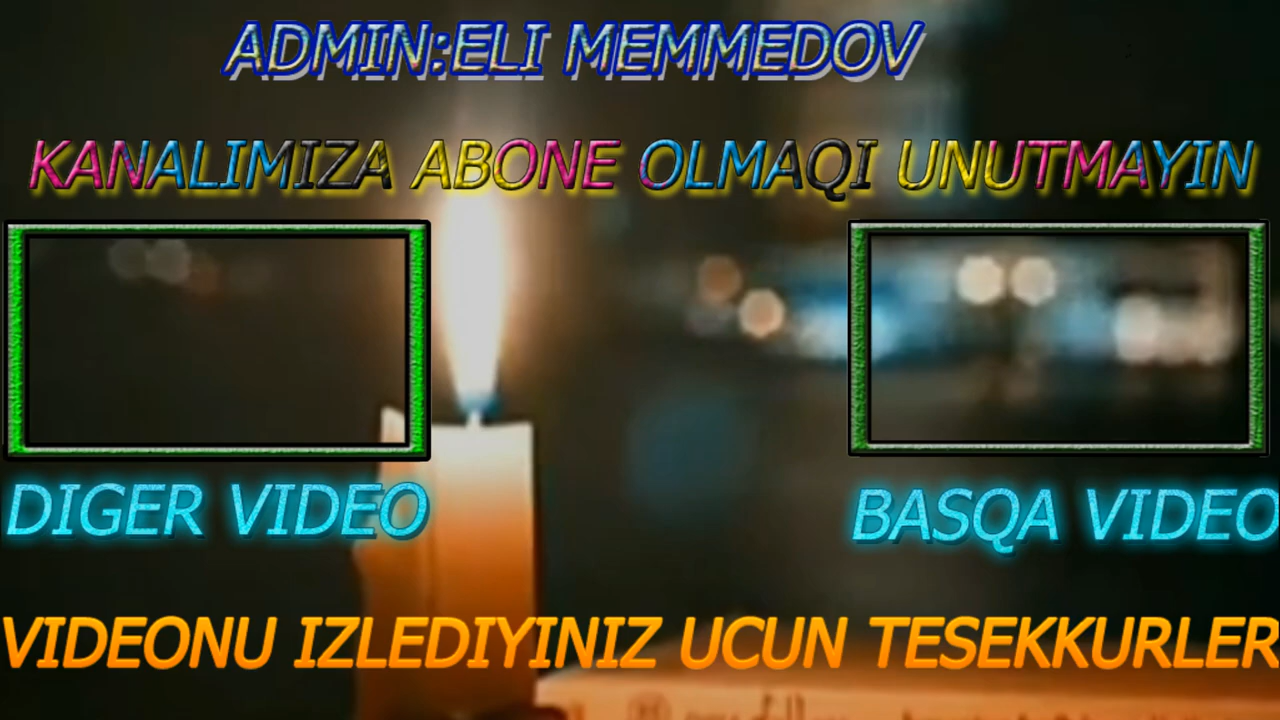 ADMIN:ELI MEMMEDOV
KANALIMIZA ABONE OLMAQI UNUTMAYIN
DIGER VIDEO
BASQA VIDEO
VIDEONU IZLEDIYINIZ UCUN TESEKKURLER